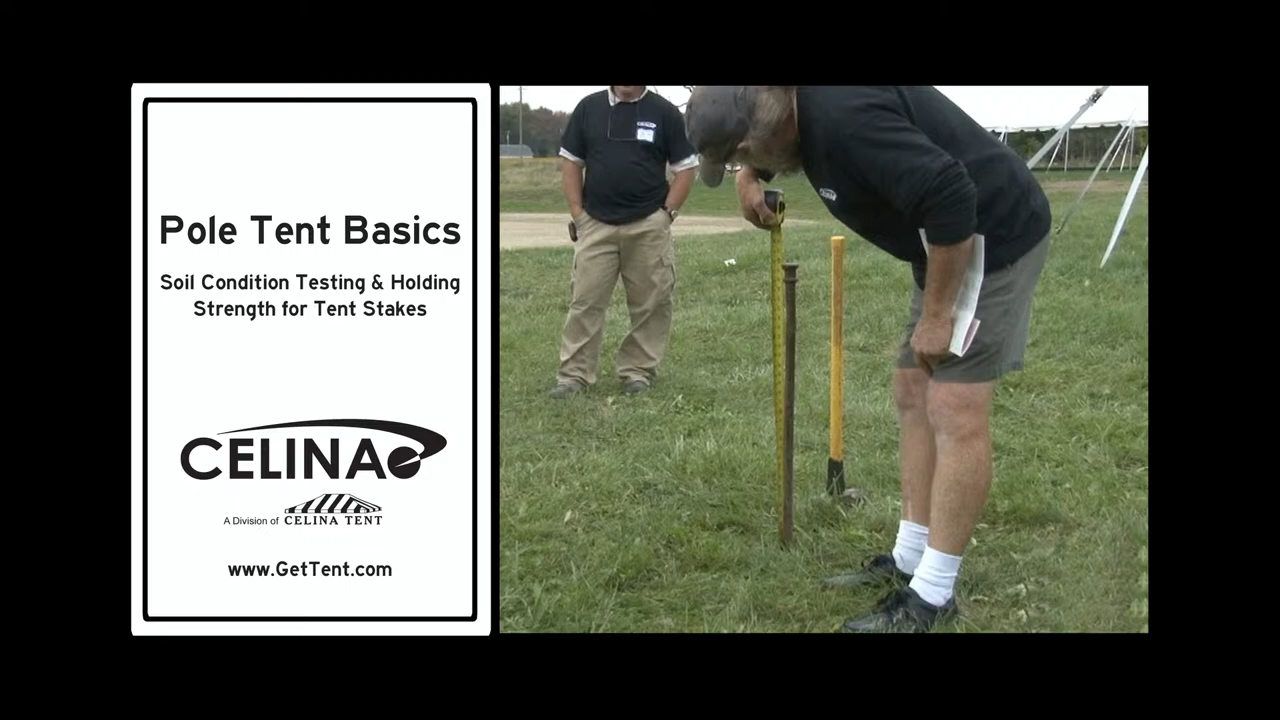 Pole Tent Basics
Soil Condition Testing & Holding
Strength for Tent Stakes
CELINA
A Division of CELINA TENT
www.GetTent.com